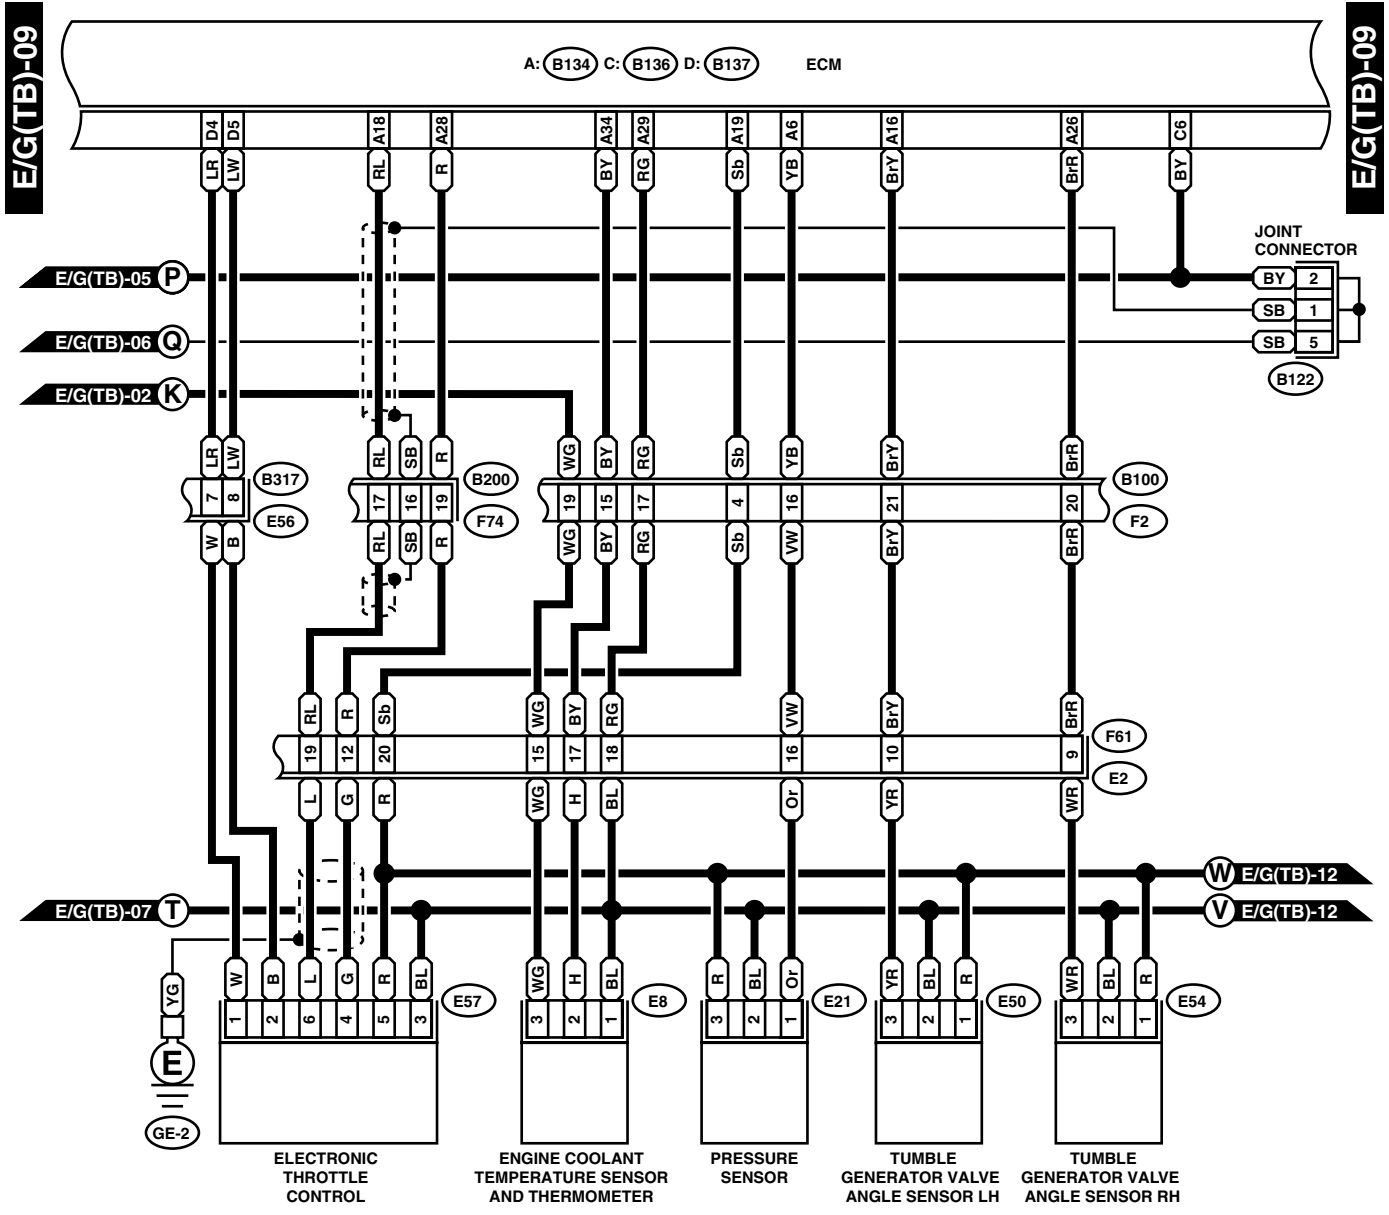 E/G(TB)-09
E/G(TB)-09
A: B134 C: B136 D: B137 ECM
D4 D5 A18 A28 A34 A29 A19 A6 A16 A26 C6
LR LW RL R BY RG Sb YB BrY BrR BY
JOINT
CONNECTOR
E/G(TB)-05 P BY 2
SB 1
E/G(TB)-06 Q SB 5
B122
E/G(TB)-02 K
LR LW RL SB R WG BY RG Sb YB BrY BrR
B317 B200 B100
7 8 17 16 19 19 15 17 4 16 21 20
E56 F74 F2
W B RL SB R WG BY RG Sb VW BrY BrR
RL R Sb WG BY RG VW BrY BrR
F61
19 12 20 15 17 18 16 10 9
E2
L G R WG H BL Or YR WR
W E/G(TB)-12
E/G(TB)-07 T V E/G(TB)-12
YG W B L G R BL WG H BL R BL Or YR BL R WR BL R
E57 E8 E21 E50 E54
1 2 6 4 5 3 3 2 1 3 2 1 3 2 1 3 2 1
E
GE-2
ELECTRONIC
THROTTLE
CONTROL
ENGINE COOLANT
TEMPERATURE SENSOR
AND THERMOMETER
PRESSURE
SENSOR
TUMBLE
GENERATOR VALVE
ANGLE SENSOR LH
TUMBLE
GENERATOR VALVE
ANGLE SENSOR RH